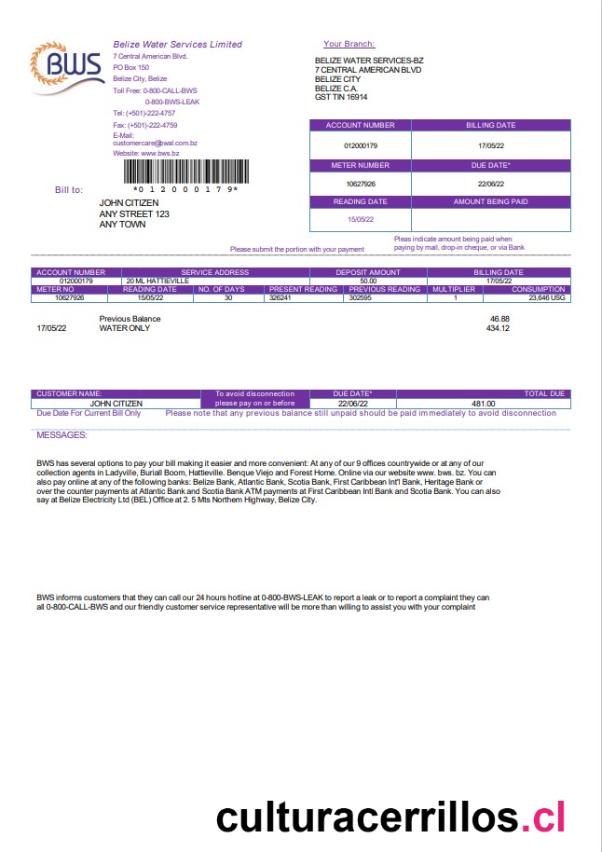 BWS
Belize Water Services Limited
7 Central American Blvd.
PO Box 150
Belize City, Belize
Toll Free: 0-800-CALL-BWS
0-800-BWS-LEAK
Tel: (+501)-222-4757
Fax: (+501)-222-4759
E-Mail:
customercare@bwal.com.bz
Website: www.bws.bz
*012000179*
Bill to:
JOHN CITIZEN
ANY STREET 123
ANY TOWN
Your Branch:
BELIZE WATER SERVICES-BZ
7 CENTRAL AMERICAN BLVD
BELIZE CITY
BELIZE C.A.
GST TIN 16914
ACCOUNT NUMBER BILLING DATE
012000179 17/05/22
METER NUMBER DUE DATE*
10627926 22/06/22
READING DATE AMOUNT BEING PAID
15/05/22
Please submit the portion with your payment
Pleas indicate amount being paid when
paying by mail, drop-in cheque, or via Bank
ACCOUNT NUMBER SERVICE ADDRESS DEPOSIT AMOUNT BILLING DATE
012000179 20 ML HATTIEVILLE 50.00 17/05/22
METER NO READING DATE NO. OF DAYS PRESENT READING PREVIOUS READING MULTIPLIER CONSUMPTION
10627926 15/05/22 30 326241 302595 1 23,646 USG
Previous Balance 46.88
17/05/22 WATER ONLY 434.12
CUSTOMER NAME: To avoid disconnection DUE DATE* TOTAL DUE
JOHN CITIZEN please pay on or before 22/06/22 481.00
Due Date For Current Bill Only Please note that any previous balance still unpaid should be paid immediately to avoid disconnection
MESSAGES:
BWS has several options to pay your bill making it easier and more convenient: At any of our 9 offices countrywide or at any of our
collection agents in Ladyville, Buriall Boom, Hattieville. Benque Viejo and Forest Home. Online via our website www. bws. bz. You can
also pay online at any of the following banks: Belize Bank, Atlantic Bank, Scotia Bank, First Caribbean Int'l Bank, Heritage Bank or
over the counter payments at Atlantic Bank and Scotia Bank ATM payments at First Caribbean Intl Bank and Scotia Bank. You can also
say at Belize Electricity Ltd (BEL) Office at 2. 5 Mts Northern Highway, Belize City.
BWS informs customers that they can call our 24 hours hotline at 0-800-BWS-LEAK to report a leak or to report a complaint they can
all 0-800-CALL-BWS and our friendly customer service representative will be more than willing to assist you with your complaint
culturacerrillos.cl